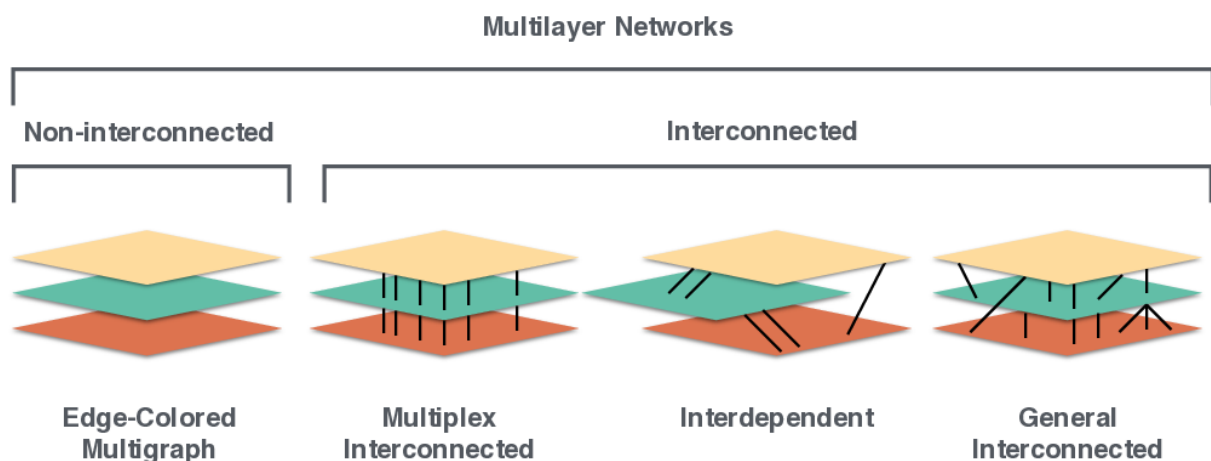 Multilayer Networks
Non-interconnected
Interconnected
Edge-Colored
Multigraph
Multiplex
Interconnected
Interdependent
General
Interconnected